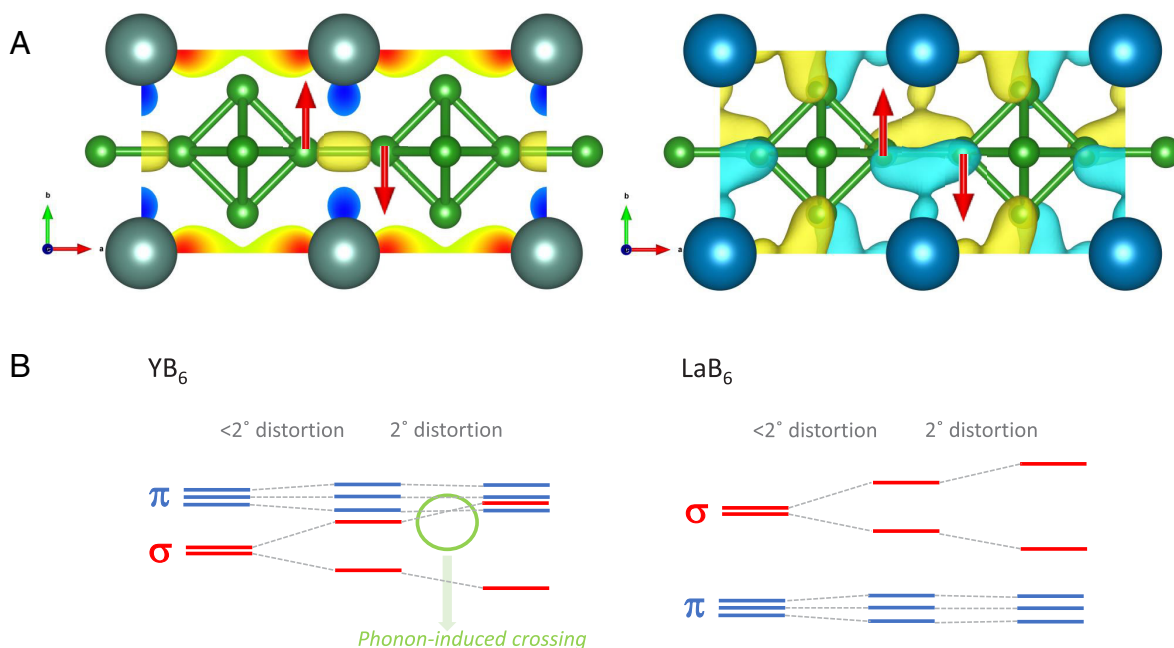 A
b
a
b
a
B
YB₆
LaB₆
<2° distortion 2° distortion
<2° distortion 2° distortion
π
σ
σ
π
Phonon-induced crossing